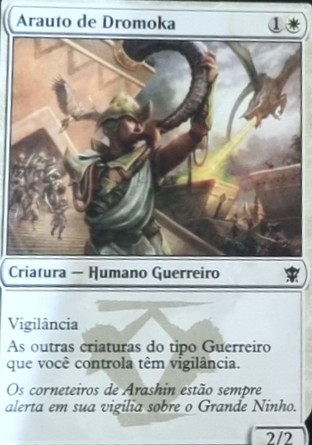 Arauto de Dromoka 1
Criatura — Humano Guerreiro
Vigilância
As outras criaturas do tipo Guerreiro
que você controla têm vigilância.
Os corneteiros de Arashin estão sempre
alerta em sua vigília sobre o Grande Ninho.
2/2